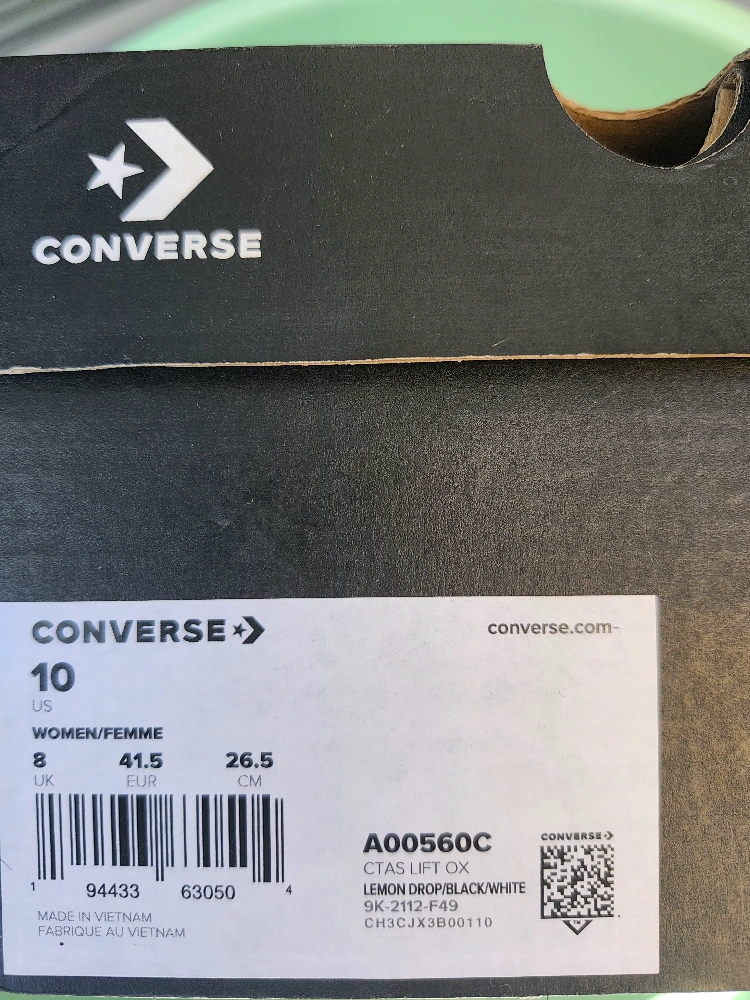 CONVERSE
CONVERSE
converse.com
10
US
WOMEN/FEMME
8 41.5 26.5
UK EUR CM
1 94433 63050 4
MADE IN VIETNAM
FABRIQUE AU VIETNAM
A00560C
CTAS LIFT OX
LEMON DROP/BLACK/WHITE
9K-2112-F49
CH3CJX3B00110
CONVERSE
TM